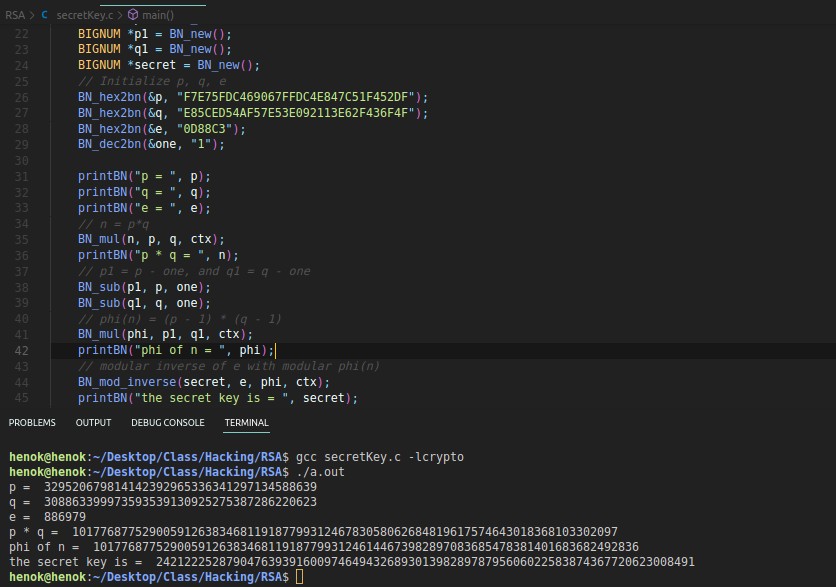 RSA > C secretKey.c > main()
22 BIGNUM *p1 = BN_new();
23 BIGNUM *q1 = BN_new();
24 BIGNUM *secret = BN_new();
25 // Initialize p, q, e
26 BN_hex2bn(&p, "F7E75FDC469067FFDC4E847C51F452DF");
27 BN_hex2bn(&q, "E85CED54AF57E53E092113E62F436F4F");
28 BN_hex2bn(&e, "0D88C3");
29 BN_dec2bn(&one, "1");
30
31 printBN("p = ", p);
32 printBN("q = ", q);
33 printBN("e = ", e);
34 // n = p*q
35 BN_mul(n, p, q, ctx);
36 printBN("p * q = ", n);
37 // p1 = p - one, and q1 = q - one
38 BN_sub(p1, p, one);
39 BN_sub(q1, q, one);
40 // phi(n) = (p - 1) * (q - 1)
41 BN_mul(phi, p1, q1, ctx);
42 printBN("phi of n = ", phi);
43 // modular inverse of e with modular phi(n)
44 BN_mod_inverse(secret, e, phi, ctx);
45 printBN("the secret key is = ", secret);
PROBLEMS OUTPUT DEBUG CONSOLE TERMINAL
henok@henok:~/Desktop/Class/Hacking/RSA$ gcc secretKey.c -lcrypto
henok@henok:~/Desktop/Class/Hacking/RSA$ ./a.out
p = 329520679814142392965336341297134588639
q = 308863399973593539130925275387286220623
e = 886979
p * q = 101776877529005912638346811918779931246783058062684819617574643018368103302097
phi of n = 101776877529005912638346811918779931246144673982897083685478381401683682492836
the secret key is = 24212225287904763939160097464943268930139828978795606022583874367720623008491
henok@henok:~/Desktop/Class/Hacking/RSA$